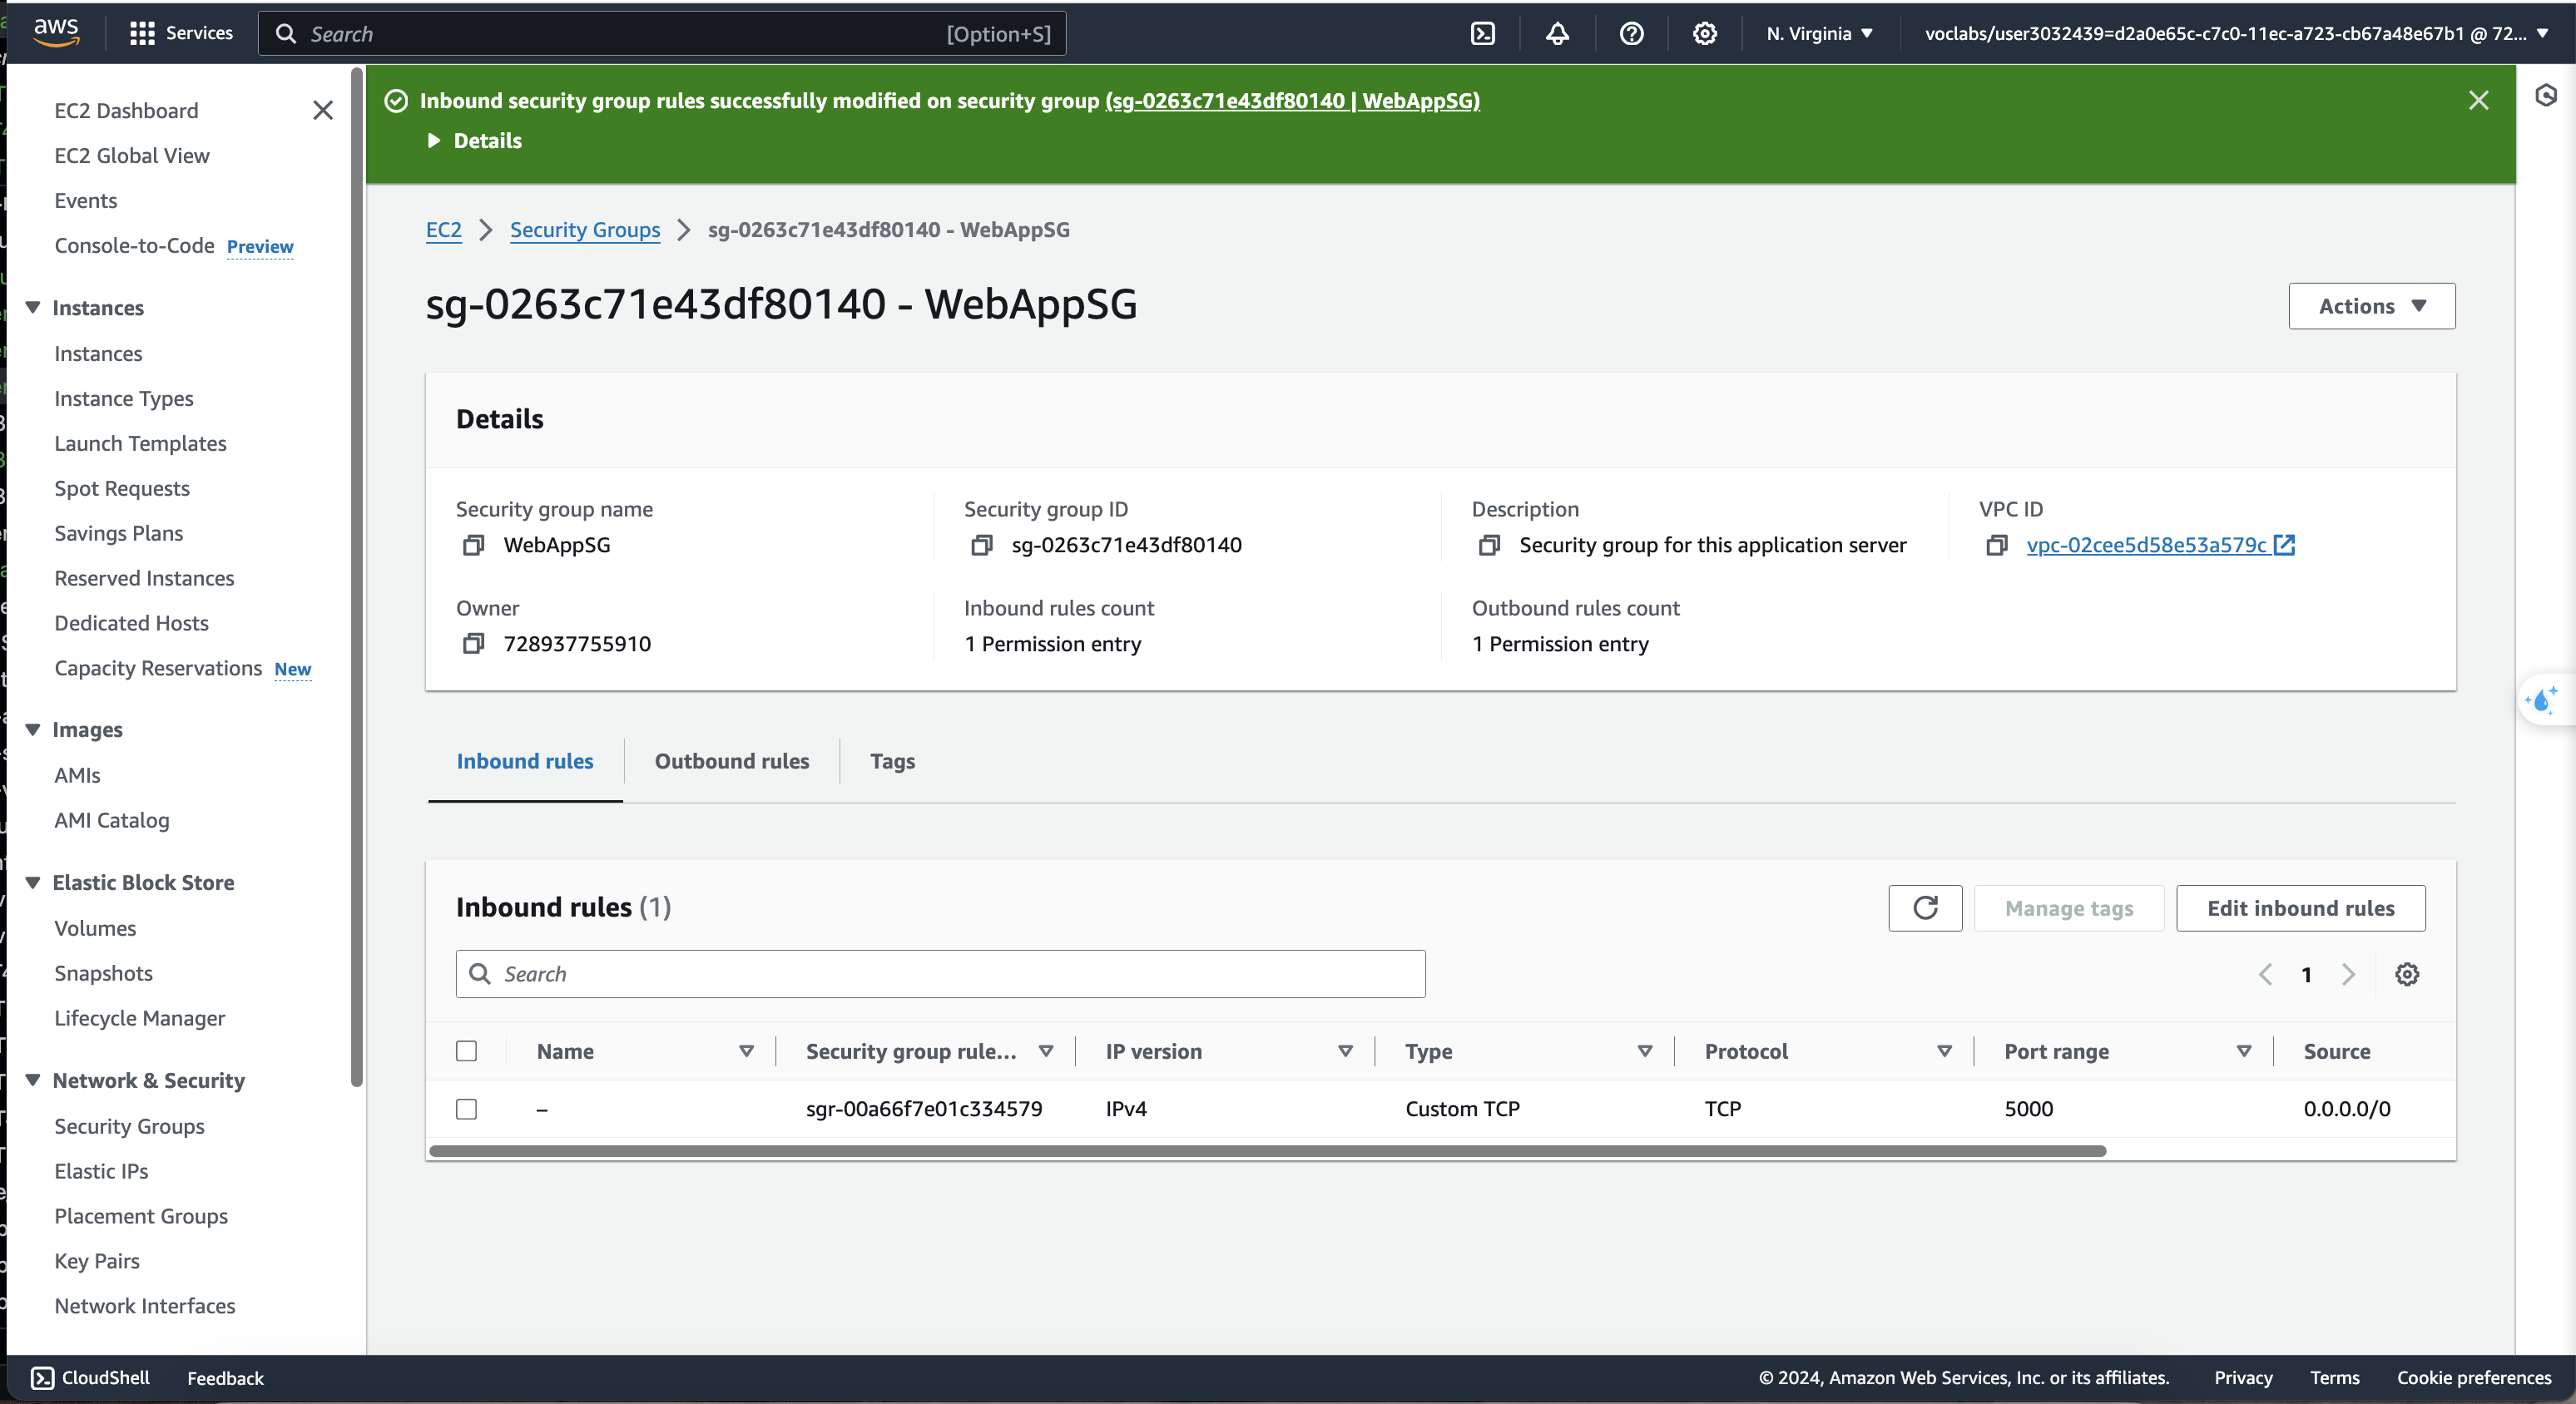 aws
Services
Search
[Option+S]
N. Virginia
voclabs/user3032439=d2a0e65c-c7c0-11ec-a723-cb67a48e67b1 @ 72...
EC2 Dashboard
EC2 Global View
Events
Console-to-Code Preview
Instances
Instances
Instance Types
Launch Templates
Spot Requests
Savings Plans
Reserved Instances
Dedicated Hosts
Capacity Reservations New
Images
AMIs
AMI Catalog
Elastic Block Store
Volumes
Snapshots
Lifecycle Manager
Network & Security
Security Groups
Elastic IPs
Placement Groups
Key Pairs
Network Interfaces
Inbound security group rules successfully modified on security group (sg-0263c71e43df80140 | WebAppSG)
Details
EC2
Security Groups
sg-0263c71e43df80140 - WebAppSG
sg-0263c71e43df80140 - WebAppSG
Actions
Details
Security group name
WebAppSG
Security group ID
sg-0263c71e43df80140
Description
Security group for this application server
VPC ID
vpc-02cee5d58e53a579c
Owner
728937755910
Inbound rules count
1 Permission entry
Outbound rules count
1 Permission entry
Inbound rules
Outbound rules
Tags
Inbound rules (1)
Manage tags
Edit inbound rules
Search
1
Name
Security group rule...
IP version
Type
Protocol
Port range
Source
–
sgr-00a66f7e01c334579
IPv4
Custom TCP
TCP
5000
0.0.0.0/0
CloudShell
Feedback
© 2024, Amazon Web Services, Inc. or its affiliates.
Privacy
Terms
Cookie preferences